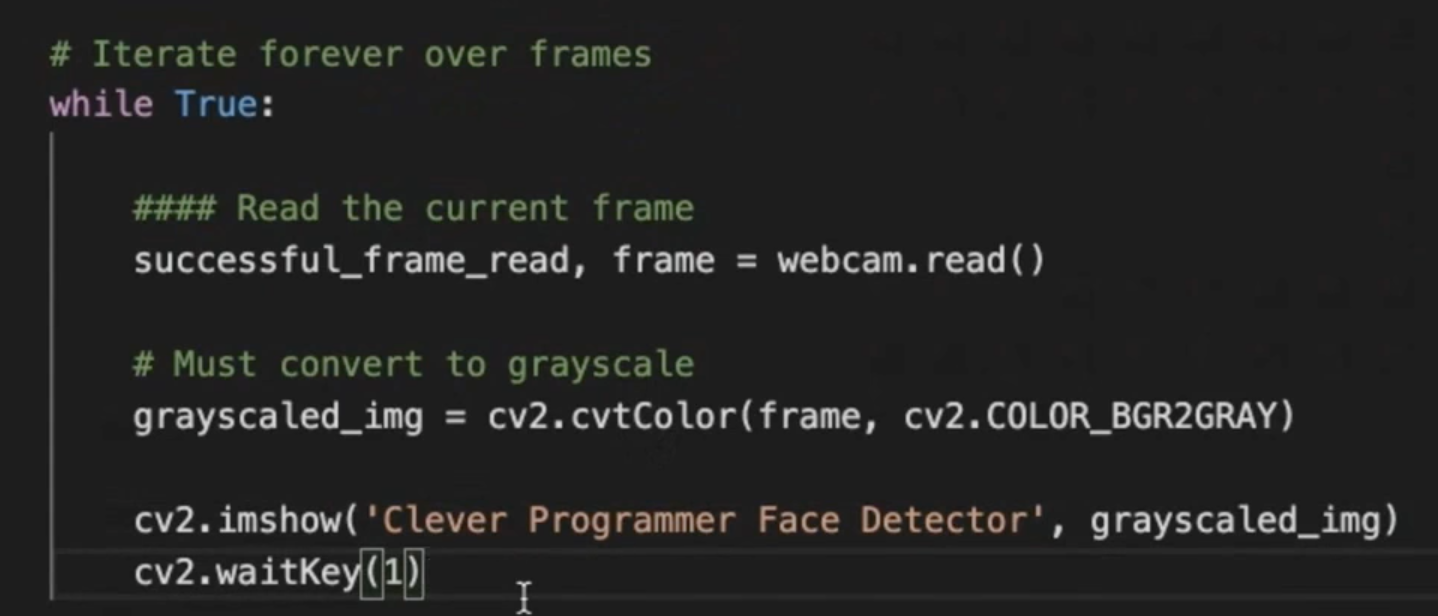 # Iterate forever over frames
while True:
#### Read the current frame
successful_frame_read, frame = webcam.read()
# Must convert to grayscale
grayscaled_img = cv2.cvtColor(frame, cv2.COLOR_BGR2GRAY)
cv2.imshow('Clever Programmer Face Detector', grayscaled_img)
cv2.waitKey(1)